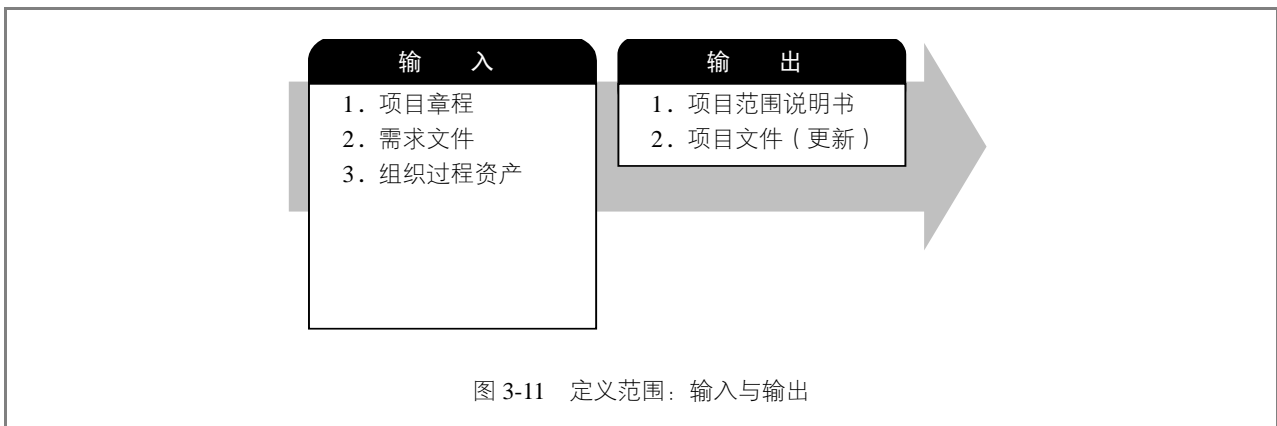 输 入
1. 项目章程
2. 需求文件
3. 组织过程资产
输 出
1. 项目范围说明书
2. 项目文件（更新）
图 3-11 定义范围：输入与输出